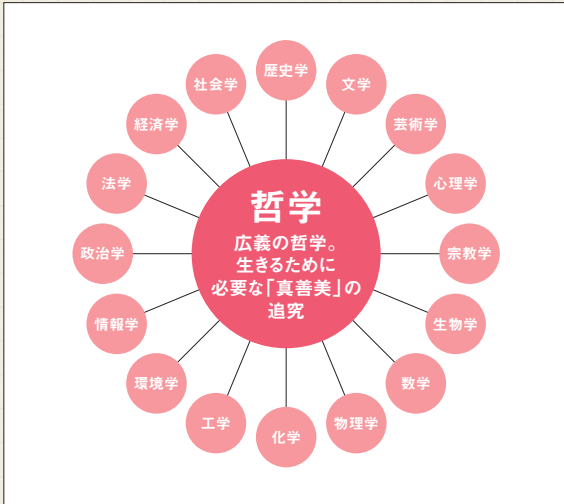 哲学
広義の哲学。
生きるために
必要な「真善美」の
追究
歴史学
文学
芸術学
心理学
宗教学
生物学
数学
物理学
化学
工学
環境学
情報学
政治学
法学
経済学
社会学